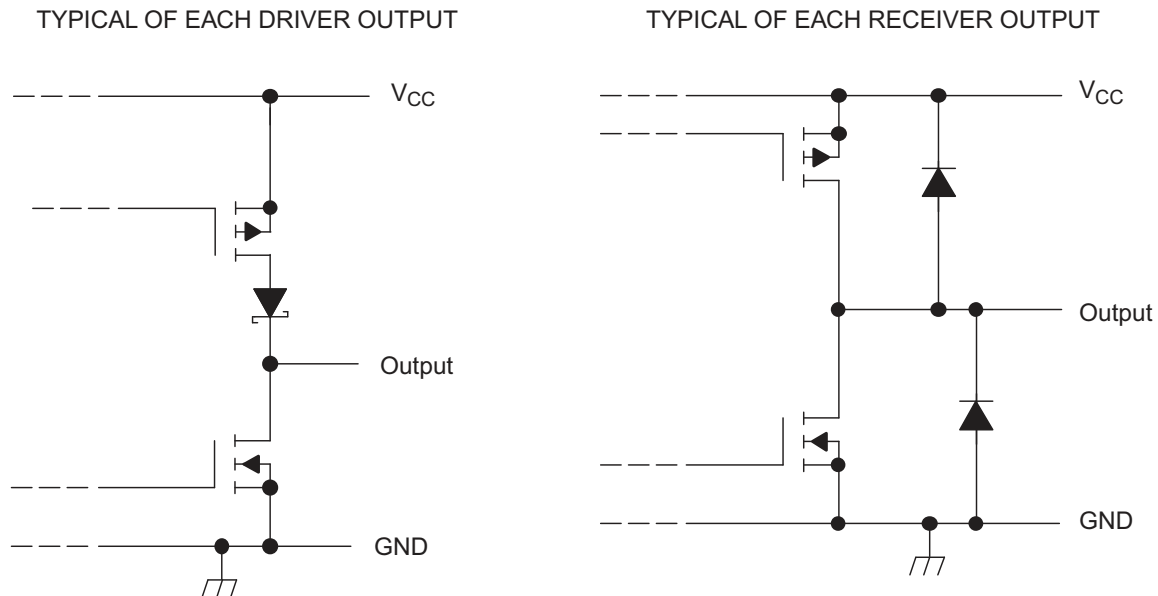 TYPICAL OF EACH DRIVER OUTPUT
VCC
Output
GND
TYPICAL OF EACH RECEIVER OUTPUT
VCC
Output
GND